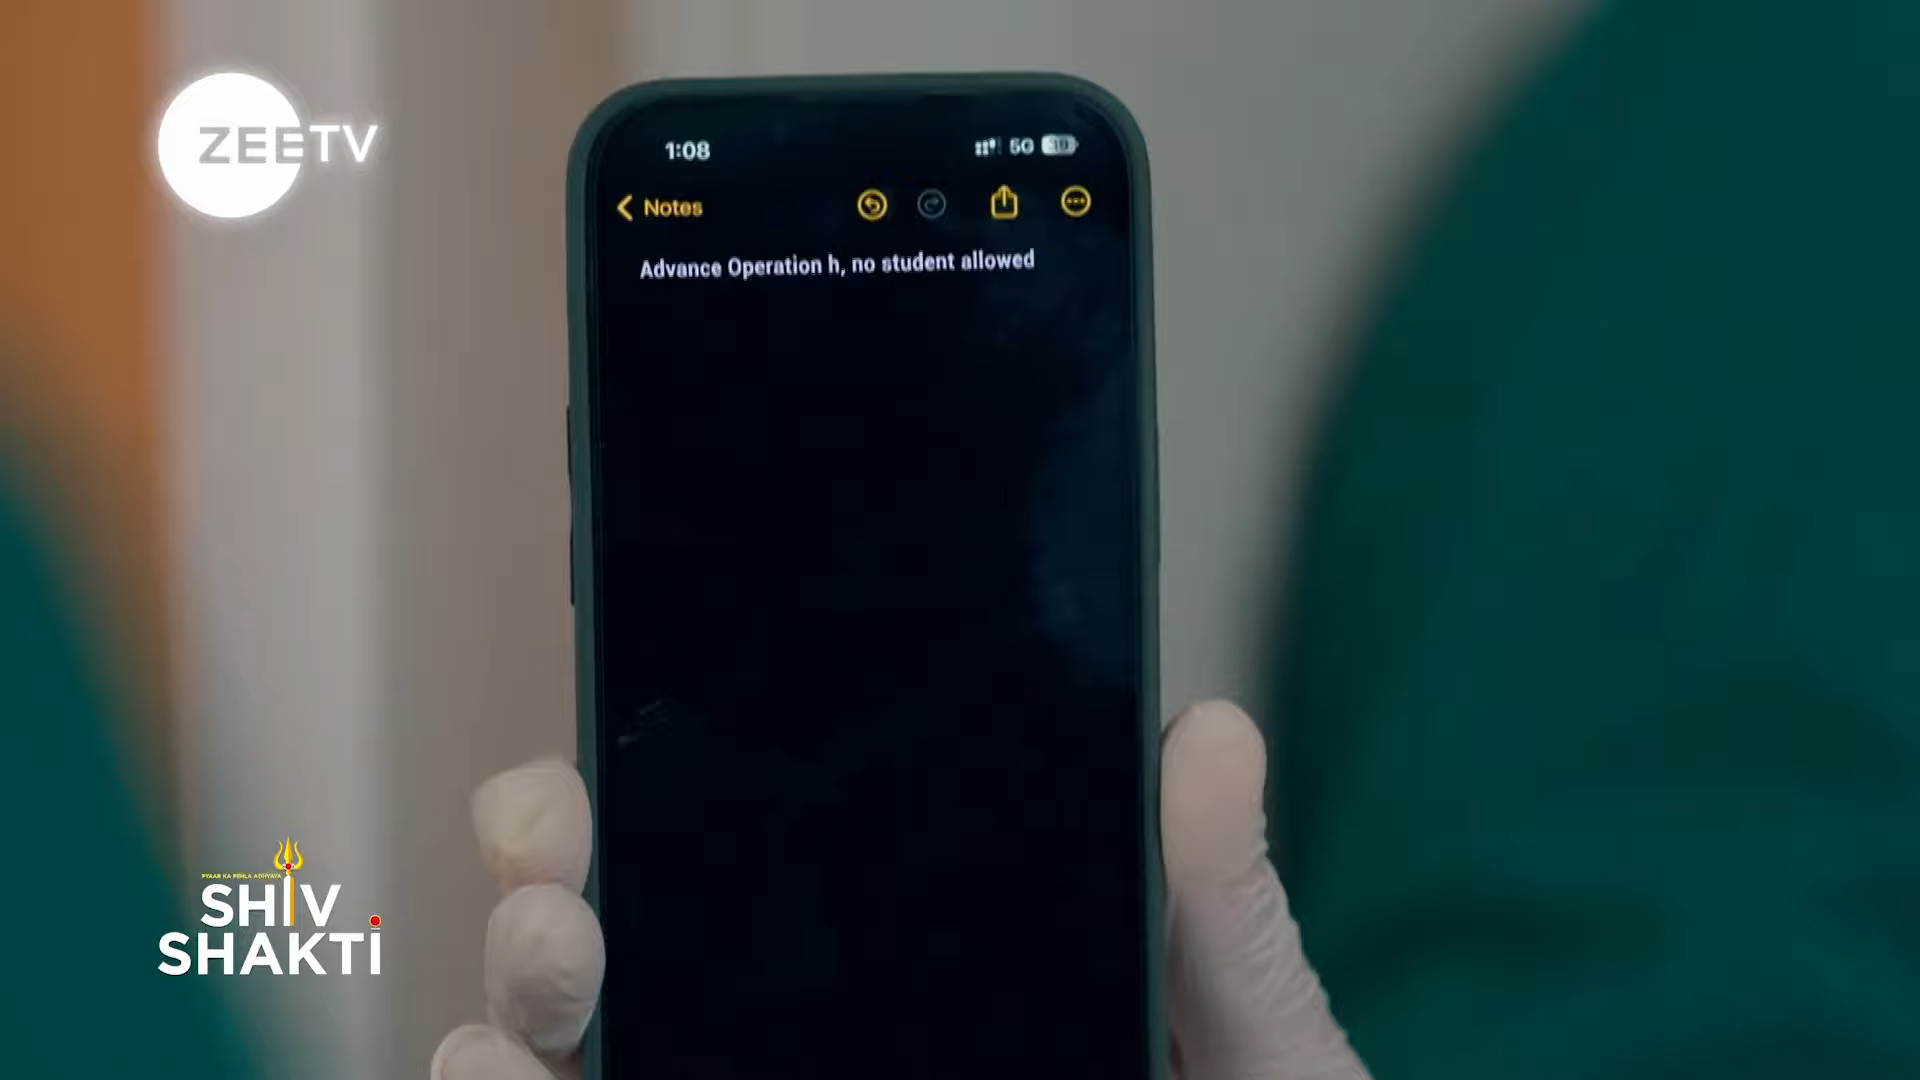 ZEETV
1:08
5G
Notes
Advance Operation h, no student allowed
PYAAR KA PEHLA ADHYAYA
SHIV
SHAKTI